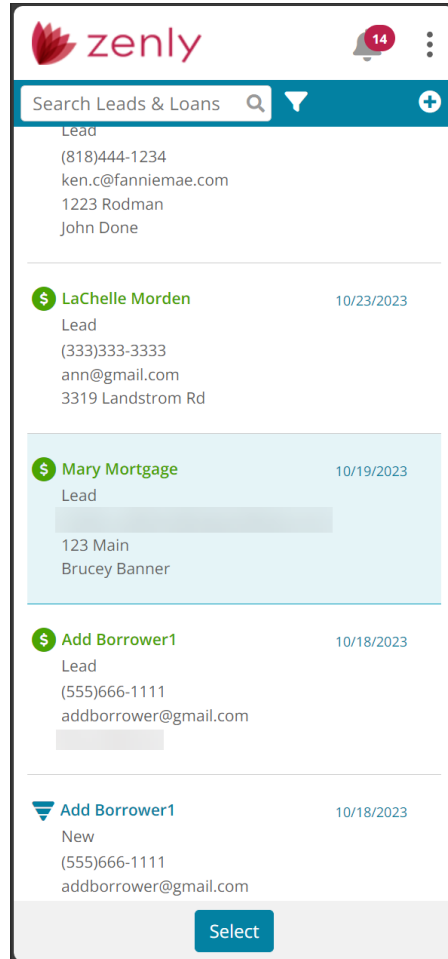 zenly
14
Search Leads & Loans
Lead
(818)444-1234
ken.c@fanniemae.com
1223 Rodman
John Done
$ LaChelle Morden 10/23/2023
Lead
(333)333-3333
ann@gmail.com
3319 Landstrom Rd
$ Mary Mortgage 10/19/2023
Lead
123 Main
Brucey Banner
$ Add Borrower1 10/18/2023
Lead
(555)666-1111
addborrower@gmail.com
Add Borrower1 10/18/2023
New
(555)666-1111
addborrower@gmail.com
Select